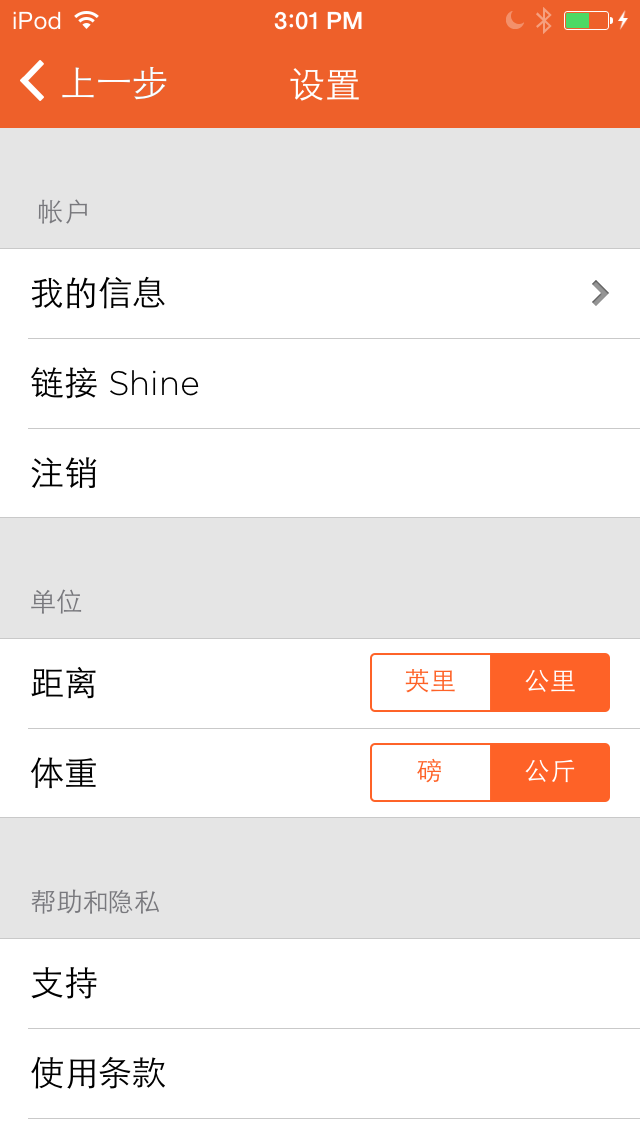 iPod 3:01 PM
上一步 设置
帐户
我的信息
链接 Shine
注销
单位
距离 英里 公里
体重 磅 公斤
帮助和隐私
支持
使用条款